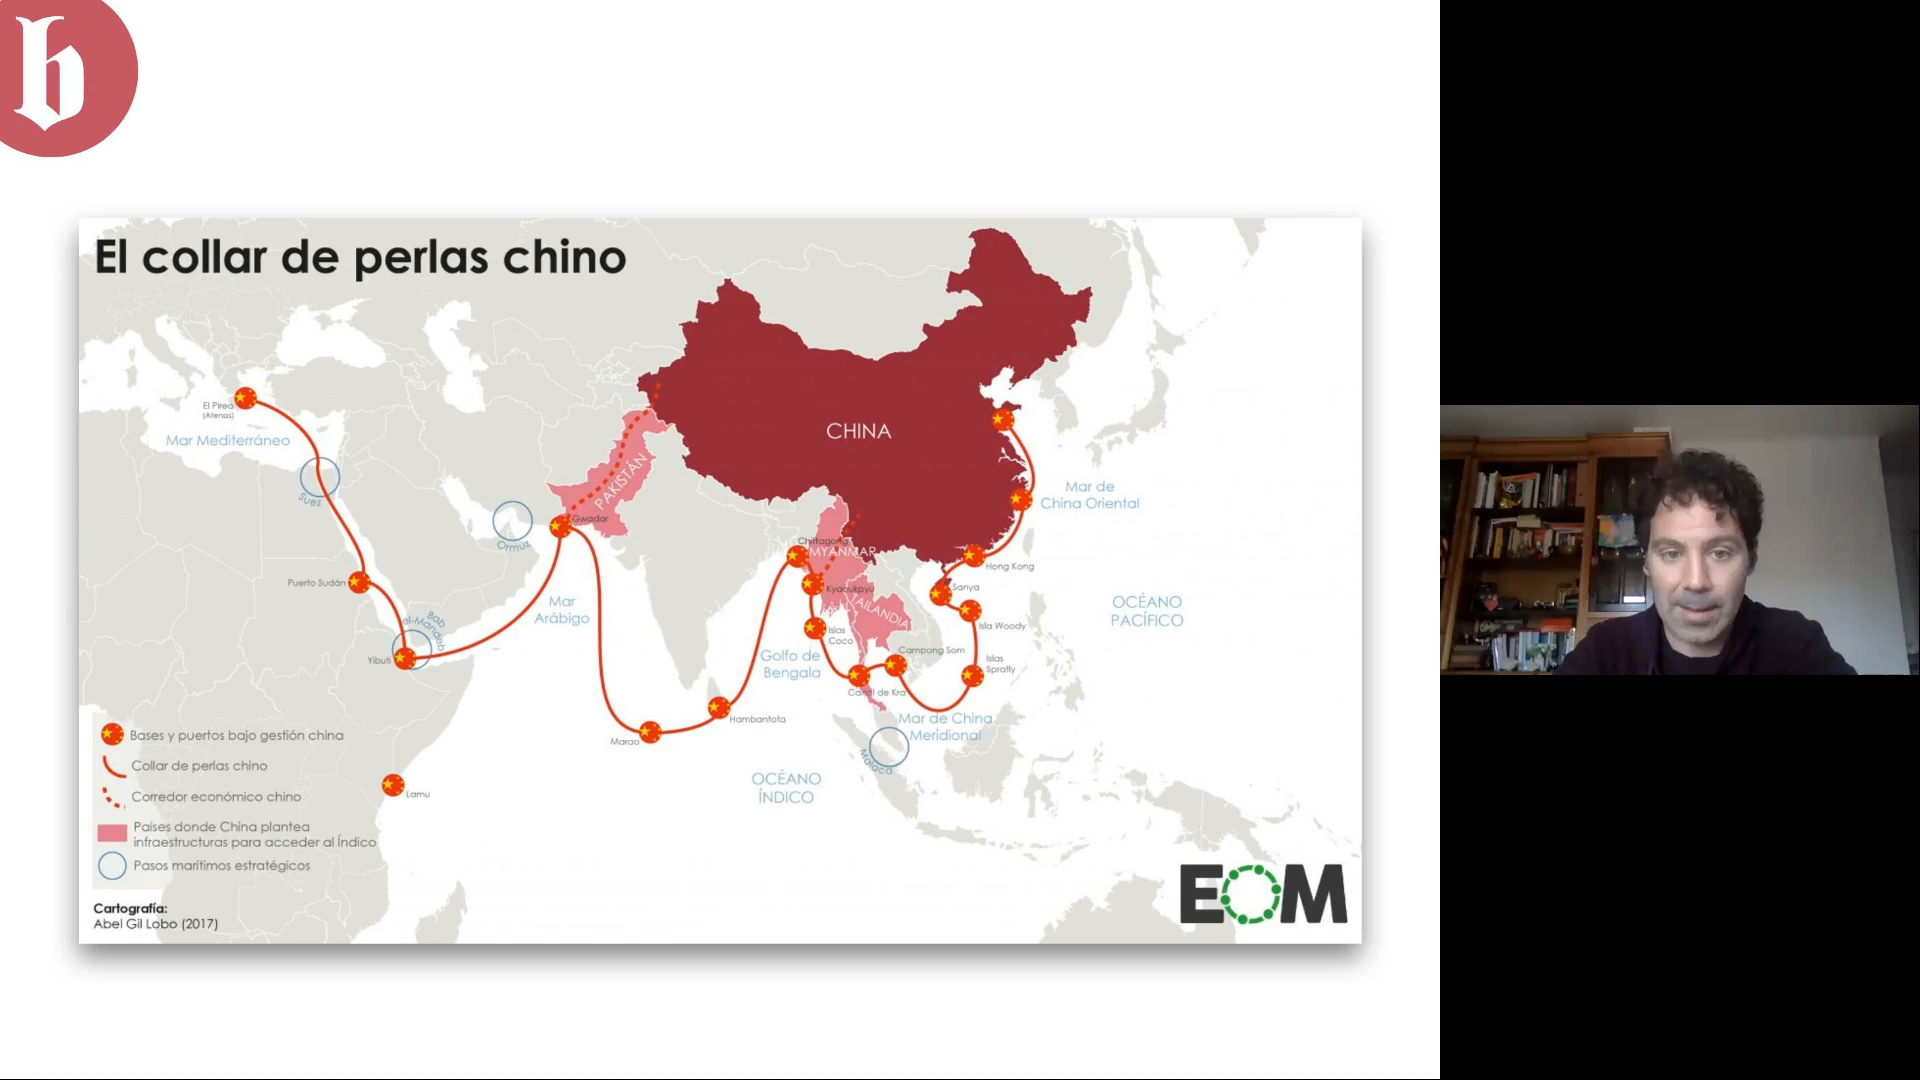 b
El collar de perlas chino
CHINA
PAKISTÁN
MYANMAR
TAILANDIA
El Pireo
(Atenas)
Mar Mediterráneo
Suez
Ormuz
Gwadar
Puerto Sudán
Bab
el-Mandeb
Yibuti
Mar
Arábigo
Chittagong
Kyaoukpyu
Islas
Coco
Golfo de
Bengala
Campong Som
Canal de Kra
Hambantota
Marao
Mar de
China Oriental
Hong Kong
Sanya
Isla Woody
Islas
Spratly
Mar de China
Meridional
Malaca
OCÉANO
PACÍFICO
OCÉANO
ÍNDICO
Lamu
Bases y puertos bajo gestión china
Collar de perlas chino
Corredor económico chino
Países donde China plantea
infraestructuras para acceder al Índico
Pasos marítimos estratégicos
Cartografía:
Abel Gil Lobo (2017)
EOM